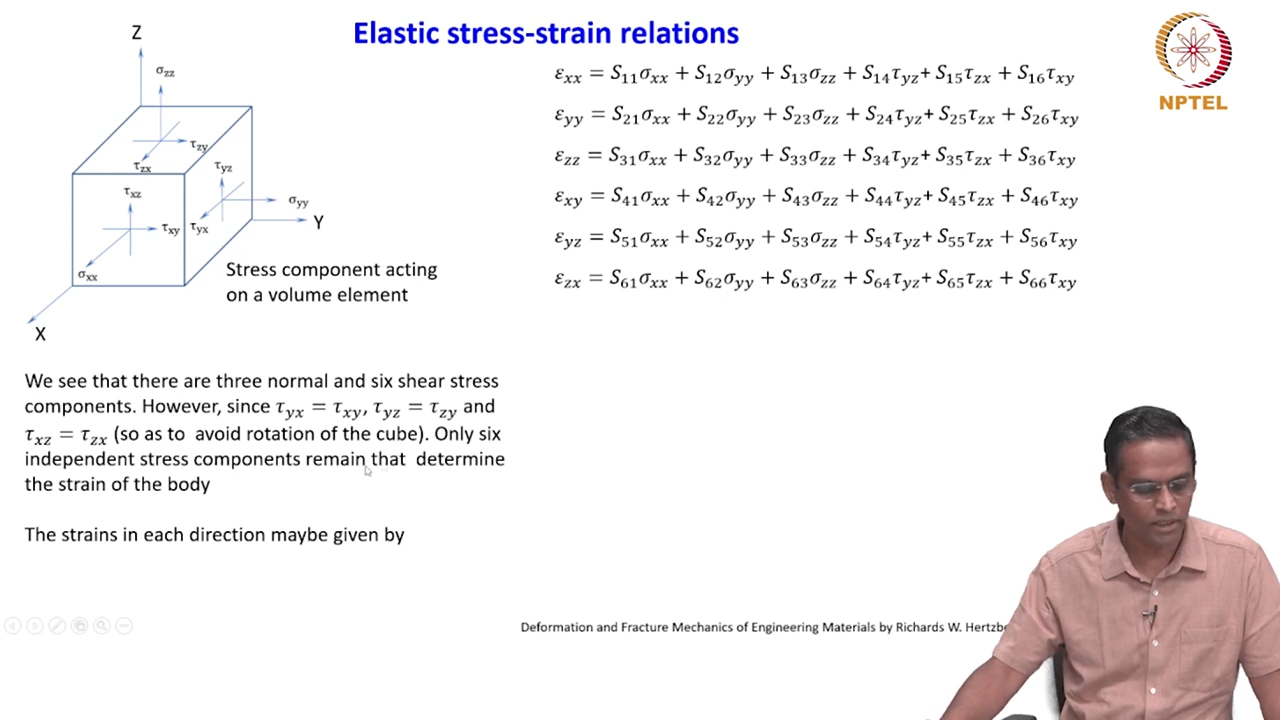 Elastic stress-strain relations
NPTEL
Z
σzz
τzy
τzx
τyz
τxz
σyy
Y
τxy
τyx
σxx
X
Stress component acting
on a volume element
εxx = S11σxx + S12σyy + S13σzz + S14τyz+ S15τzx + S16τxy
εyy = S21σxx + S22σyy + S23σzz + S24τyz+ S25τzx + S26τxy
εzz = S31σxx + S32σyy + S33σzz + S34τyz+ S35τzx + S36τxy
εxy = S41σxx + S42σyy + S43σzz + S44τyz+ S45τzx + S46τxy
εyz = S51σxx + S52σyy + S53σzz + S54τyz+ S55τzx + S56τxy
εzx = S61σxx + S62σyy + S63σzz + S64τyz+ S65τzx + S66τxy
We see that there are three normal and six shear stress
components. However, since τyx = τxy, τyz = τzy and
τxz = τzx (so as to avoid rotation of the cube). Only six
independent stress components remain that determine
the strain of the body
The strains in each direction maybe given by
Deformation and Fracture Mechanics of Engineering Materials by Richards W.